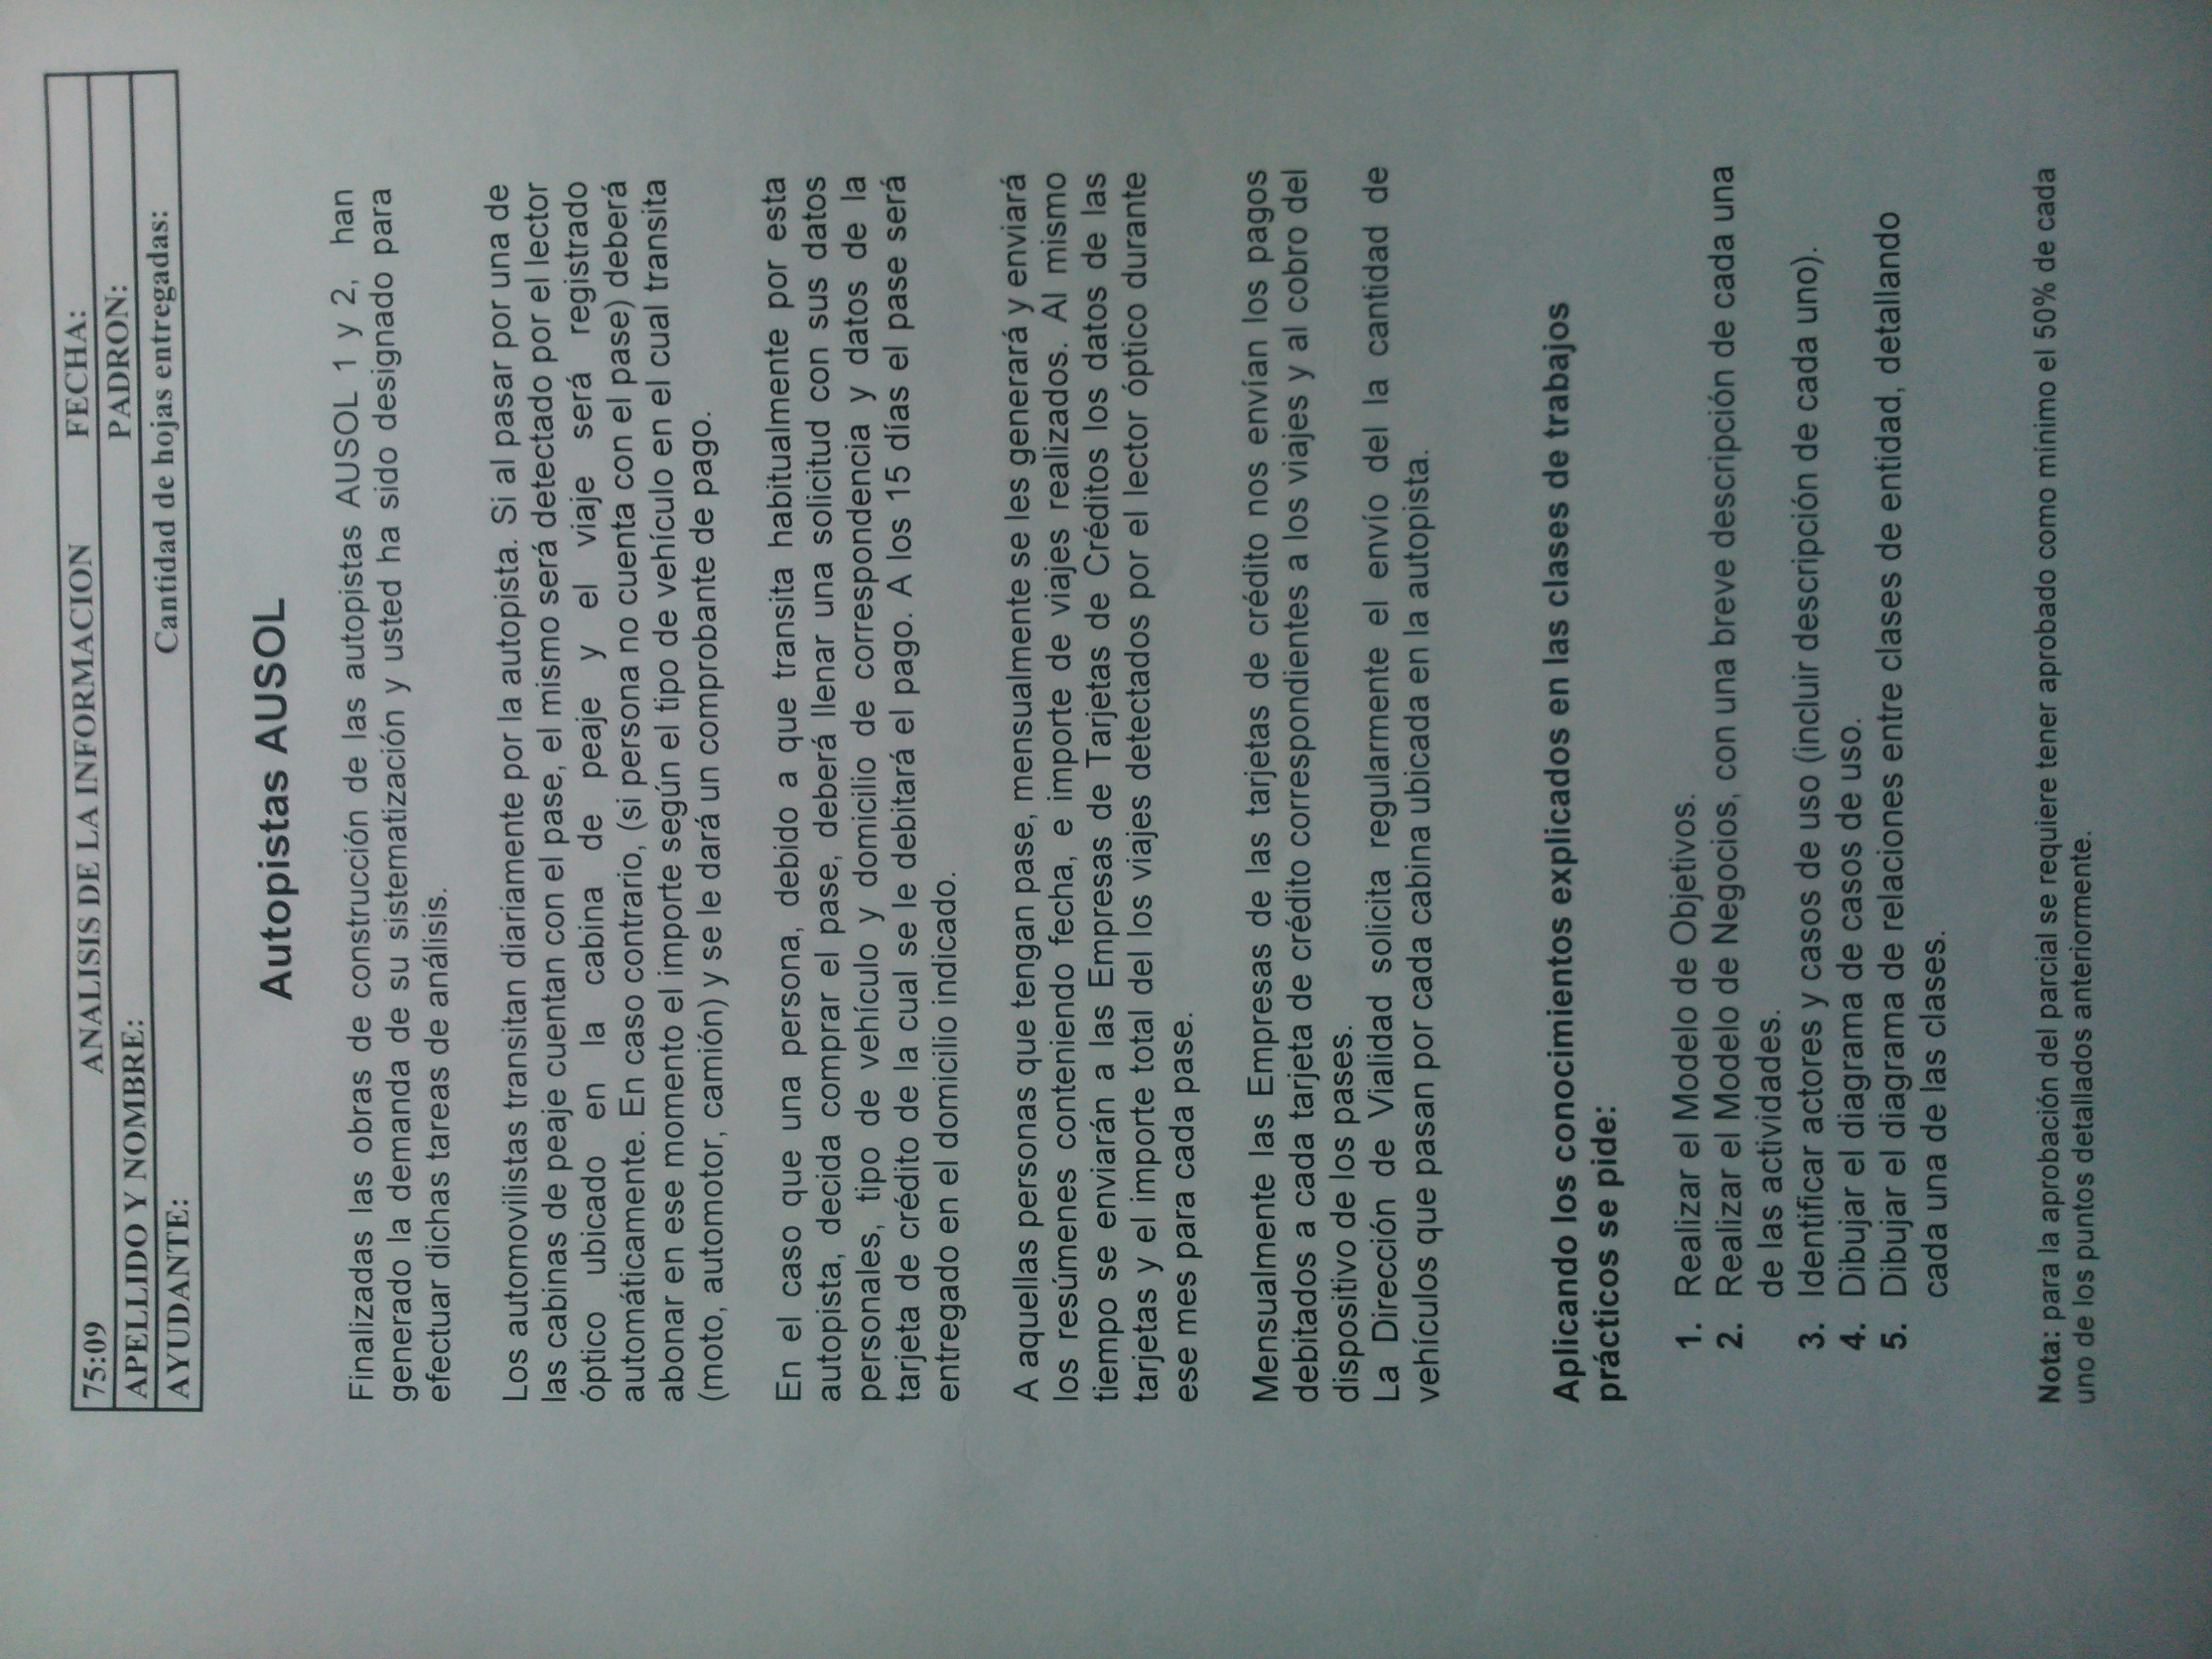 75:09 ANALISIS DE LA INFORMACION FECHA:
APELLIDO Y NOMBRE: PADRON:
AYUDANTE: Cantidad de hojas entregadas:
Autopistas AUSOL
Finalizadas las obras de construcción de las autopistas AUSOL 1 y 2, han
generado la demanda de su sistematización y usted ha sido designado para
efectuar dichas tareas de análisis.
Los automovilistas transitan diariamente por la autopista. Si al pasar por una de
las cabinas de peaje cuentan con el pase, el mismo será detectado por el lector
óptico ubicado en la cabina de peaje y el viaje será registrado
automáticamente. En caso contrario, (si persona no cuenta con el pase) deberá
abonar en ese momento el importe según el tipo de vehículo en el cual transita
(moto, automotor, camión) y se le dará un comprobante de pago.
En el caso que una persona, debido a que transita habitualmente por esta
autopista, decida comprar el pase, deberá llenar una solicitud con sus datos
personales, tipo de vehículo y domicilio de correspondencia y datos de la
tarjeta de crédito de la cual se le debitará el pago. A los 15 días el pase será
entregado en el domicilio indicado.
A aquellas personas que tengan pase, mensualmente se les generará y enviará
los resúmenes conteniendo fecha, e importe de viajes realizados. Al mismo
tiempo se enviarán a las Empresas de Tarjetas de Créditos los datos de las
tarjetas y el importe total del los viajes detectados por el lector óptico durante
ese mes para cada pase.
Mensualmente las Empresas de las tarjetas de crédito nos envían los pagos
debitados a cada tarjeta de crédito correspondientes a los viajes y al cobro del
dispositivo de los pases.
La Dirección de Vialidad solicita regularmente el envío del la cantidad de
vehículos que pasan por cada cabina ubicada en la autopista.
Aplicando los conocimientos explicados en las clases de trabajos
prácticos se pide:
1. Realizar el Modelo de Objetivos.
2. Realizar el Modelo de Negocios, con una breve descripción de cada una
de las actividades.
3. Identificar actores y casos de uso (incluir descripción de cada uno).
4. Dibujar el diagrama de casos de uso.
5. Dibujar el diagrama de relaciones entre clases de entidad, detallando
cada una de las clases.
Nota: para la aprobación del parcial se requiere tener aprobado como mínimo el 50% de cada
uno de los puntos detallados anteriormente.